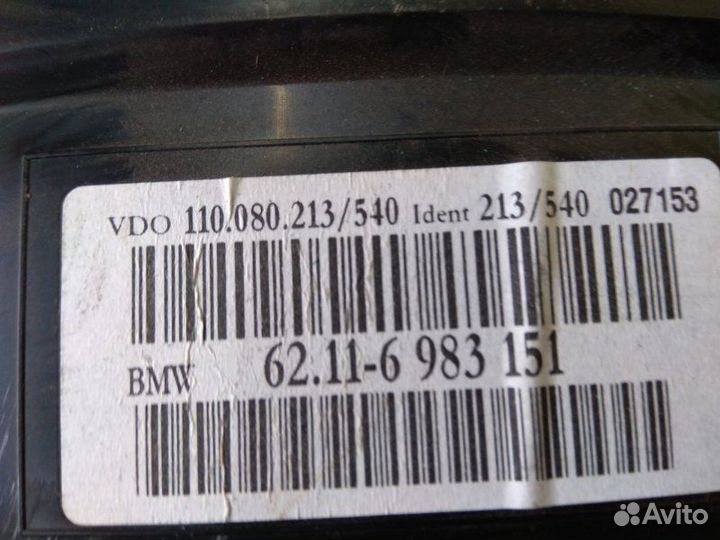 VDO 110.080.213/540 Ident 213/540 027153
BMW 62.11-6 983 151
Avito